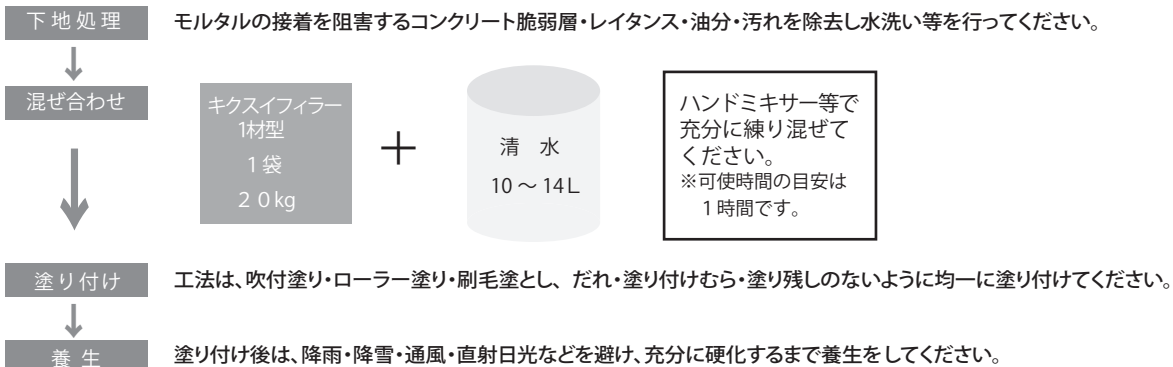 下地処理 モルタルの接着を阻害するコンクリート脆弱層・レイタンス・油分・汚れを除去し水洗い等を行ってください。
混ぜ合わせ
キクスイフィラー
1材型
1袋
20kg
＋
清 水
10～14L
ハンドミキサー等で
充分に練り混ぜて
ください。
※可使時間の目安は
1時間です。
塗り付け 工法は、吹付塗り・ローラー塗り・刷毛塗とし、だれ・塗り付けむら・塗り残しのないように均一に塗り付けてください。
養 生 塗り付け後は、降雨・降雪・通風・直射日光などを避け、充分に硬化するまで養生をしてください。